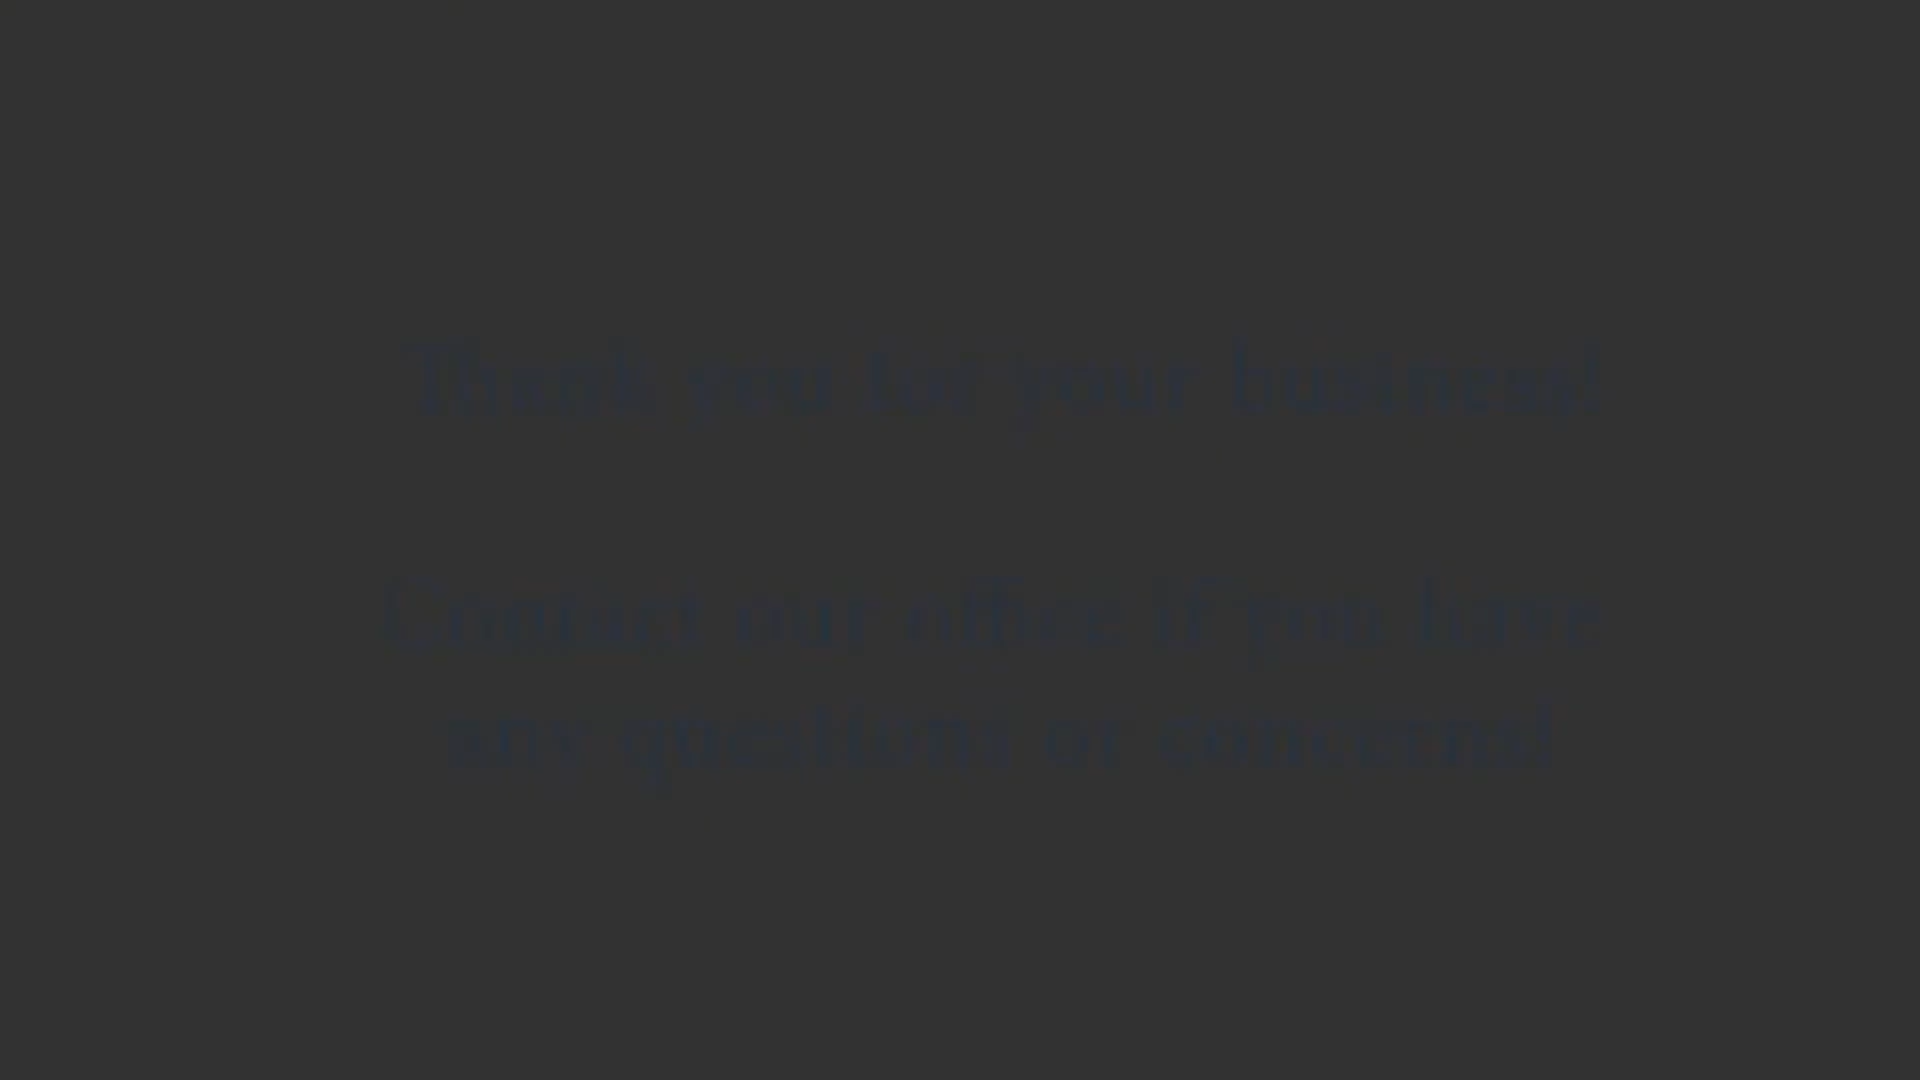 Thank you for your business!
Contact our office if you have
any questions or concerns!